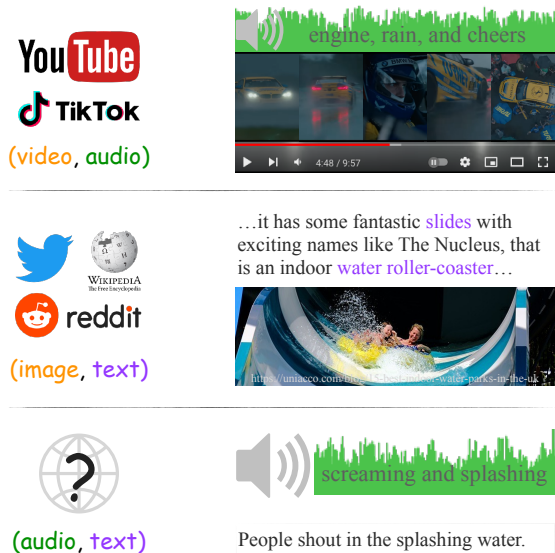 YouTube
TikTok
(video, audio)
engine, rain, and cheers
4:48 / 9:57
WIKIPEDIA
The Free Encyclopedia
reddit
(image, text)
…it has some fantastic slides with
exciting names like The Nucleus, that
is an indoor water roller-coaster…
?
(audio, text)
screaming and splashing
People shout in the splashing water.